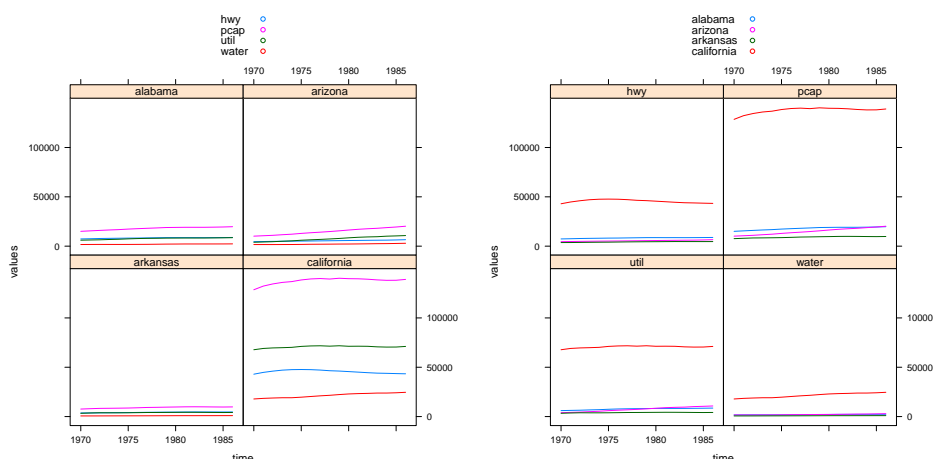 hwy
pcap
util
water
1970 1975 1980 1985
alabama arizona
100000
50000
0
values
arkansas california
100000
50000
0
1970 1975 1980 1985
time
alabama
arizona
arkansas
california
1970 1975 1980 1985
hwy pcap
100000
50000
0
values
util water
10000
50000
0
1970 1975 1980 1985
time